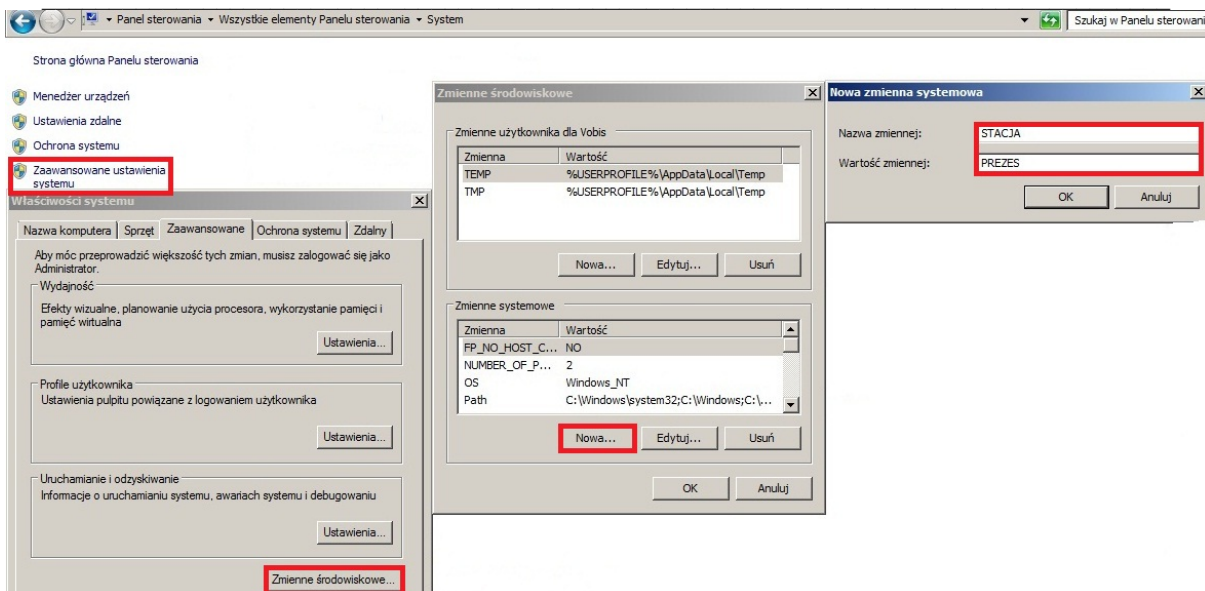 Panel sterowania Wszystkie elementy Panelu sterowania System
Szukaj w Panelu sterowani
Strona główna Panelu sterowania
Menedżer urządzeń
Ustawienia zdalne
Ochrona systemu
Zaawansowane ustawienia
systemu
Właściwości systemu
Nazwa komputera Sprzęt Zaawansowane Ochrona systemu Zdalny
Aby móc przeprowadzić większość tych zmian, musisz zalogować się jako
Administrator.
Wydajność
Efekty wizualne, planowanie użycia procesora, wykorzystanie pamięci i
pamięć wirtualna
Ustawienia...
Profile użytkownika
Ustawienia pulpitu powiązane z logowaniem użytkownika
Ustawienia...
Uruchamianie i odzyskiwanie
Informacje o uruchamianiu systemu, awariach systemu i debugowaniu
Ustawienia...
Zmienne środowiskowe...
Zmienne środowiskowe
Zmienne użytkownika dla Vobis
Zmienna Wartość
TEMP %USERPROFILE%\AppData\Local\Temp
TMP %USERPROFILE%\AppData\Local\Temp
Nowa... Edytuj... Usuń
Zmienne systemowe
Zmienna Wartość
FP_NO_HOST_C... NO
NUMBER_OF_P... 2
OS Windows_NT
Path C:\Windows\system32;C:\Windows;C:\...
Nowa... Edytuj... Usuń
OK Anuluj
Nowa zmienna systemowa
Nazwa zmiennej: STACJA
Wartość zmiennej: PREZES
OK Anuluj